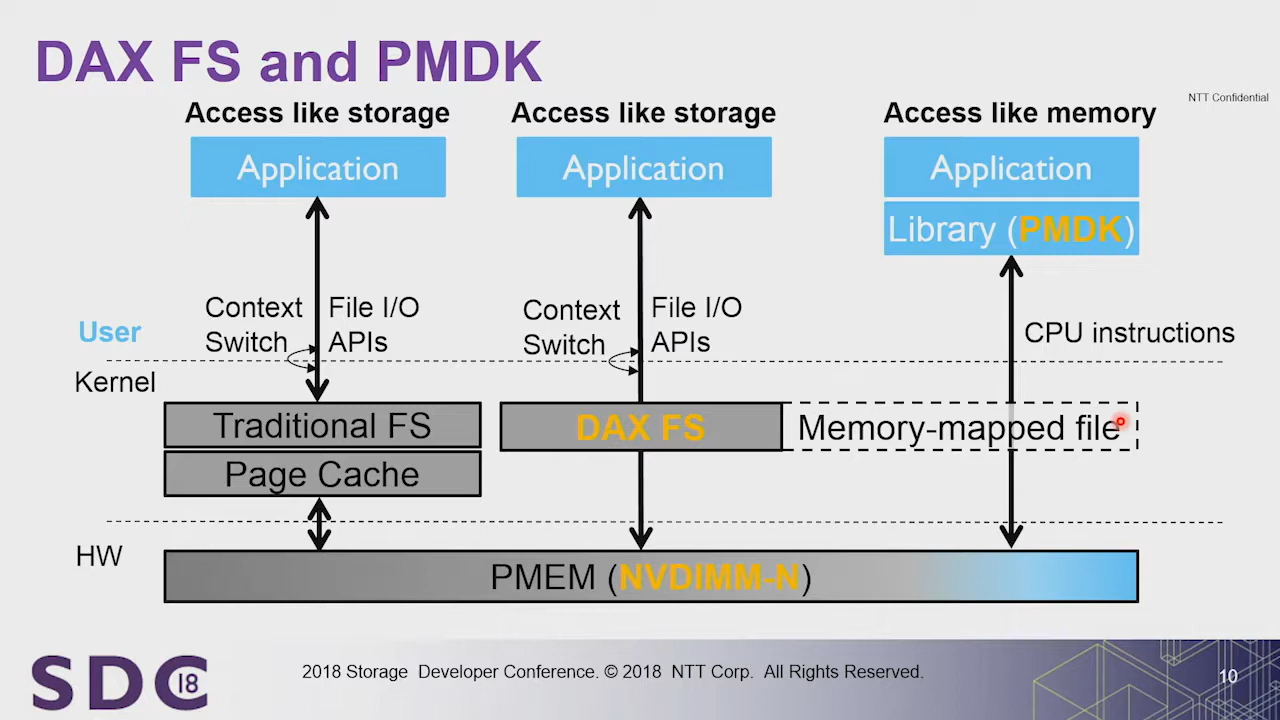 DAX FS and PMDK
NTT Confidential
Access like storage
Access like storage
Access like memory
Application
Application
Application
Library (PMDK)
Context
Switch
File I/O
APIs
Context
Switch
File I/O
APIs
CPU instructions
User
Kernel
Traditional FS
DAX FS
Memory-mapped file
Page Cache
HW
PMEM (NVDIMM-N)
SDC 18
2018 Storage Developer Conference. © 2018 NTT Corp. All Rights Reserved.
10